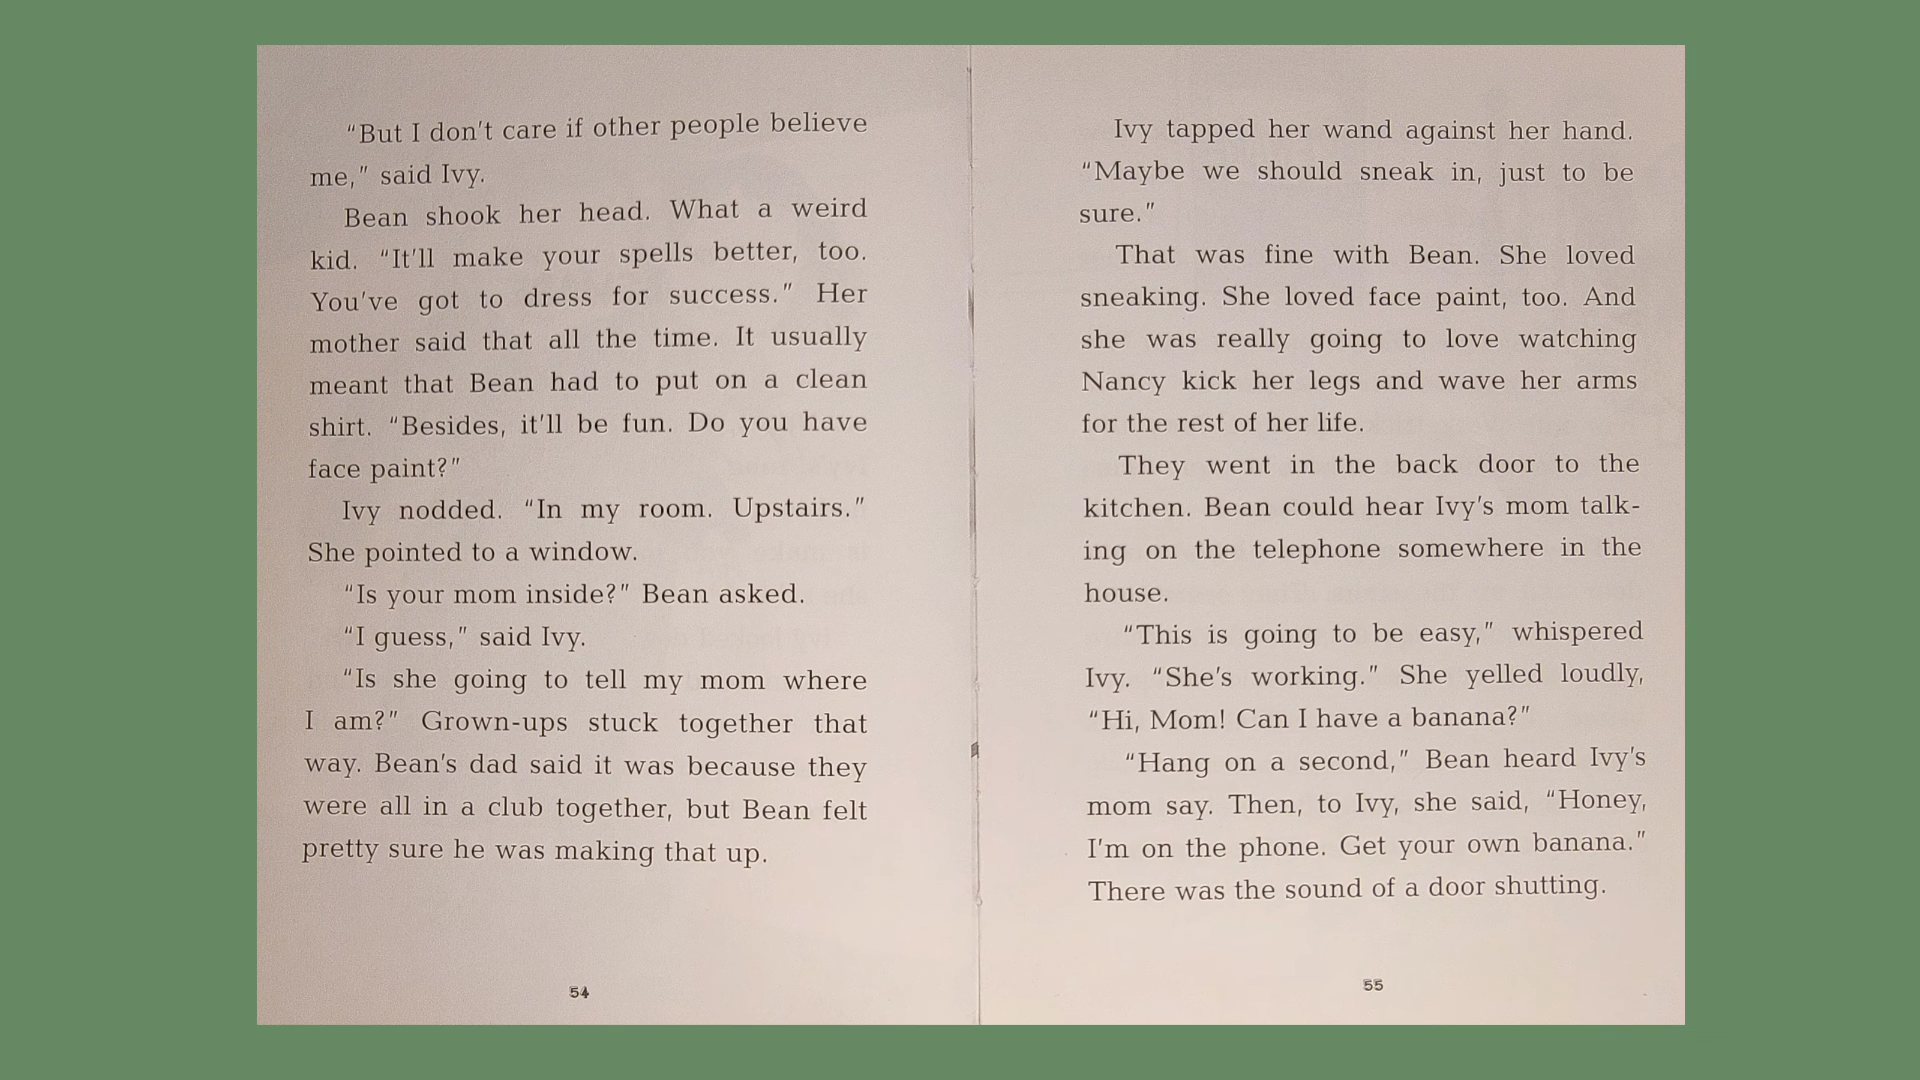 “But I don't care if other people believe
me,” said Ivy.
Bean shook her head. What a weird
kid. “It'll make your spells better, too.
You've got to dress for success.” Her
mother said that all the time. It usually
meant that Bean had to put on a clean
shirt. “Besides, it'll be fun. Do you have
face paint?”
Ivy nodded. “In my room. Upstairs.”
She pointed to a window.
“Is your mom inside?” Bean asked.
“I guess,” said Ivy.
“Is she going to tell my mom where
I am?” Grown-ups stuck together that
way. Bean's dad said it was because they
were all in a club together, but Bean felt
pretty sure he was making that up.
54
Ivy tapped her wand against her hand.
“Maybe we should sneak in, just to be
sure.”
That was fine with Bean. She loved
sneaking. She loved face paint, too. And
she was really going to love watching
Nancy kick her legs and wave her arms
for the rest of her life.
They went in the back door to the
kitchen. Bean could hear Ivy's mom talk-
ing on the telephone somewhere in the
house.
“This is going to be easy,” whispered
Ivy. “She's working.” She yelled loudly,
“Hi, Mom! Can I have a banana?”
“Hang on a second,” Bean heard Ivy's
mom say. Then, to Ivy, she said, “Honey,
I'm on the phone. Get your own banana.”
There was the sound of a door shutting.
55